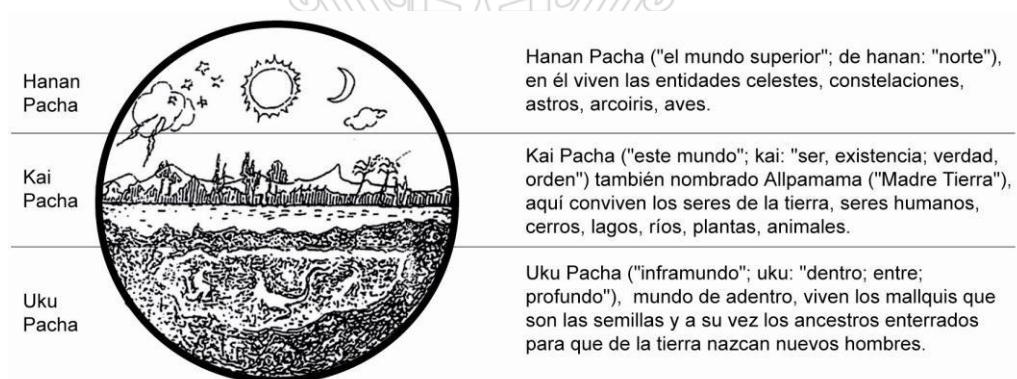 Hanan
Pacha
Hanan Pacha ("el mundo superior"; de hanan: "norte"),
en él viven las entidades celestes, constelaciones,
astros, arcoiris, aves.
Kai
Pacha
Kai Pacha ("este mundo"; kai: "ser, existencia; verdad,
orden") también nombrado Allpamama ("Madre Tierra"),
aquí conviven los seres de la tierra, seres humanos,
cerros, lagos, ríos, plantas, animales.
Uku
Pacha
Uku Pacha ("inframundo"; uku: "dentro; entre;
profundo"), mundo de adentro, viven los mallquis que
son las semillas y a su vez los ancestros enterrados
para que de la tierra nazcan nuevos hombres.